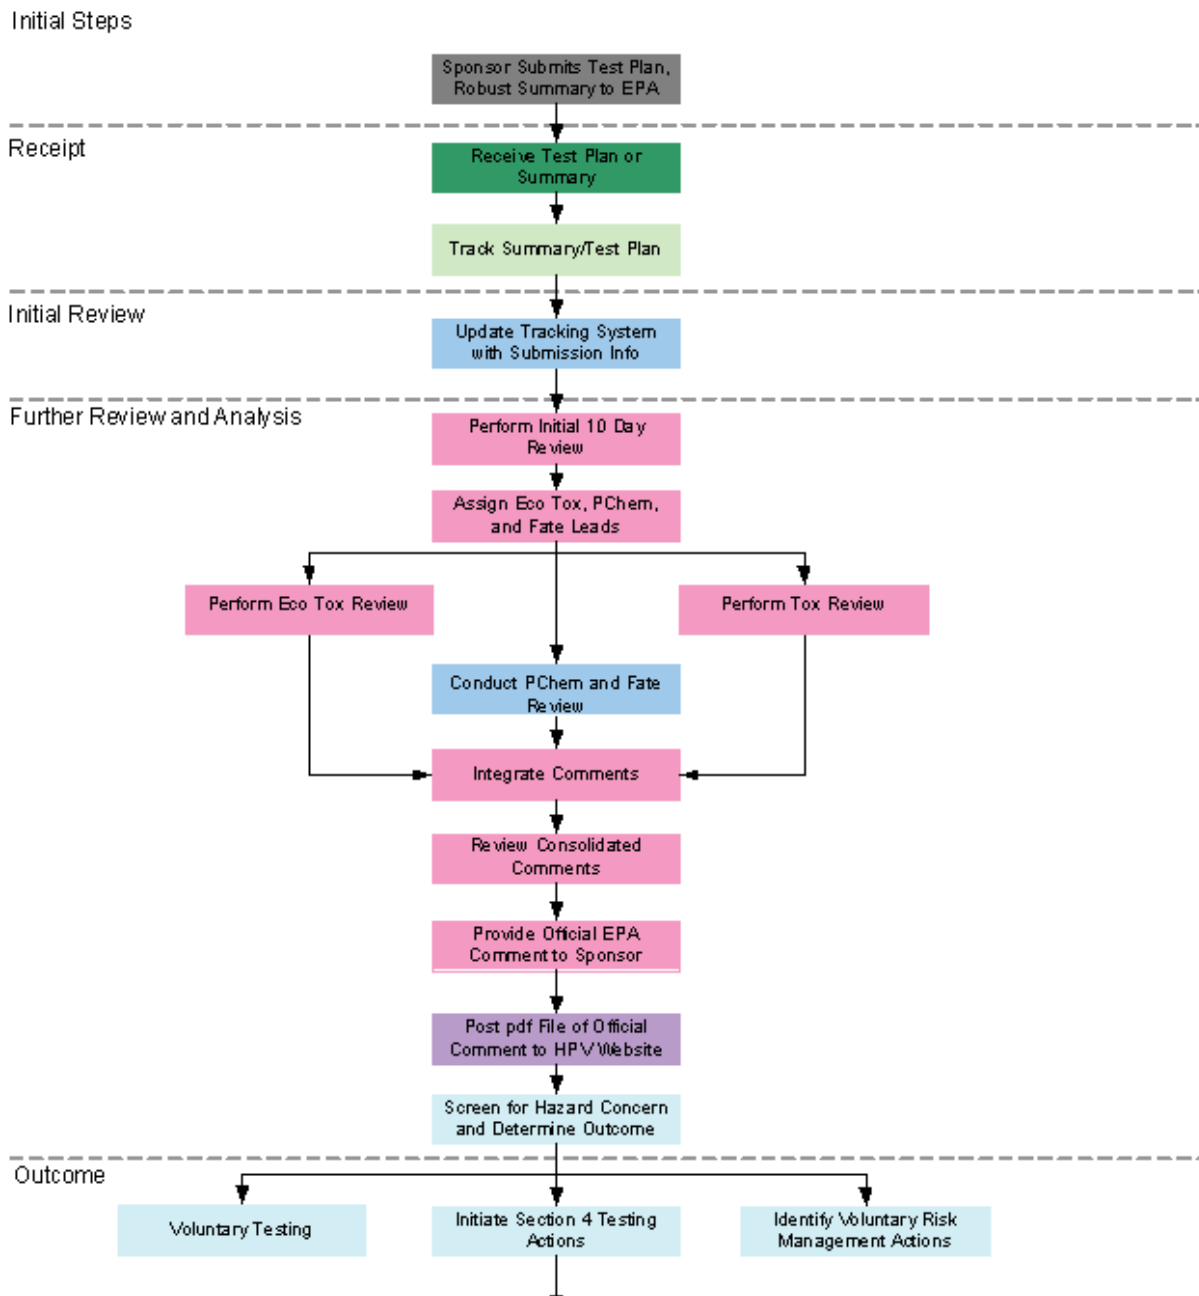 Initial Steps
Sponsor Submits Test Plan,
Robust Summary to EPA
Receipt
Receive Test Plan or
Summary
Track Summary/Test Plan
Initial Review
Update Tracking System
with Submission Info
Further Review and Analysis
Perform Initial 10 Day
Review
Assign Eco Tox, PChem,
and Fate Leads
Perform Eco Tox Review
Perform Tox Review
Conduct PChem and Fate
Review
Integrate Comments
Review Consolidated
Comments
Provide Official EPA
Comment to Sponsor
Post pdf File of Official
Comment to HPV Website
Screen for Hazard Concern
and Determine Outcome
Outcome
Voluntary Testing
Initiate Section 4 Testing
Actions
Identify Voluntary Risk
Management Actions